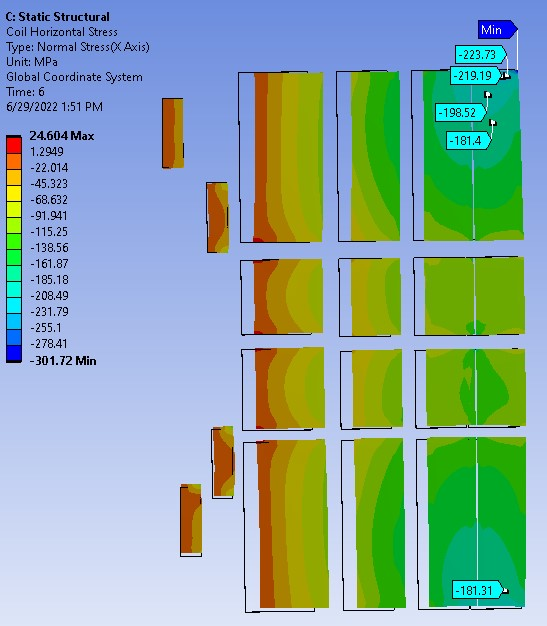 C: Static Structural
Coil Horizontal Stress
Type: Normal Stress(X Axis)
Unit: MPa
Global Coordinate System
Time: 6
6/29/2022 1:51 PM
24.604 Max
1.2949
-22.014
-45.323
-68.632
-91.941
-115.25
-138.56
-161.87
-185.18
-208.49
-231.79
-255.1
-278.41
-301.72 Min
Min
-223.73
-219.19
-198.52
-181.4
-181.31